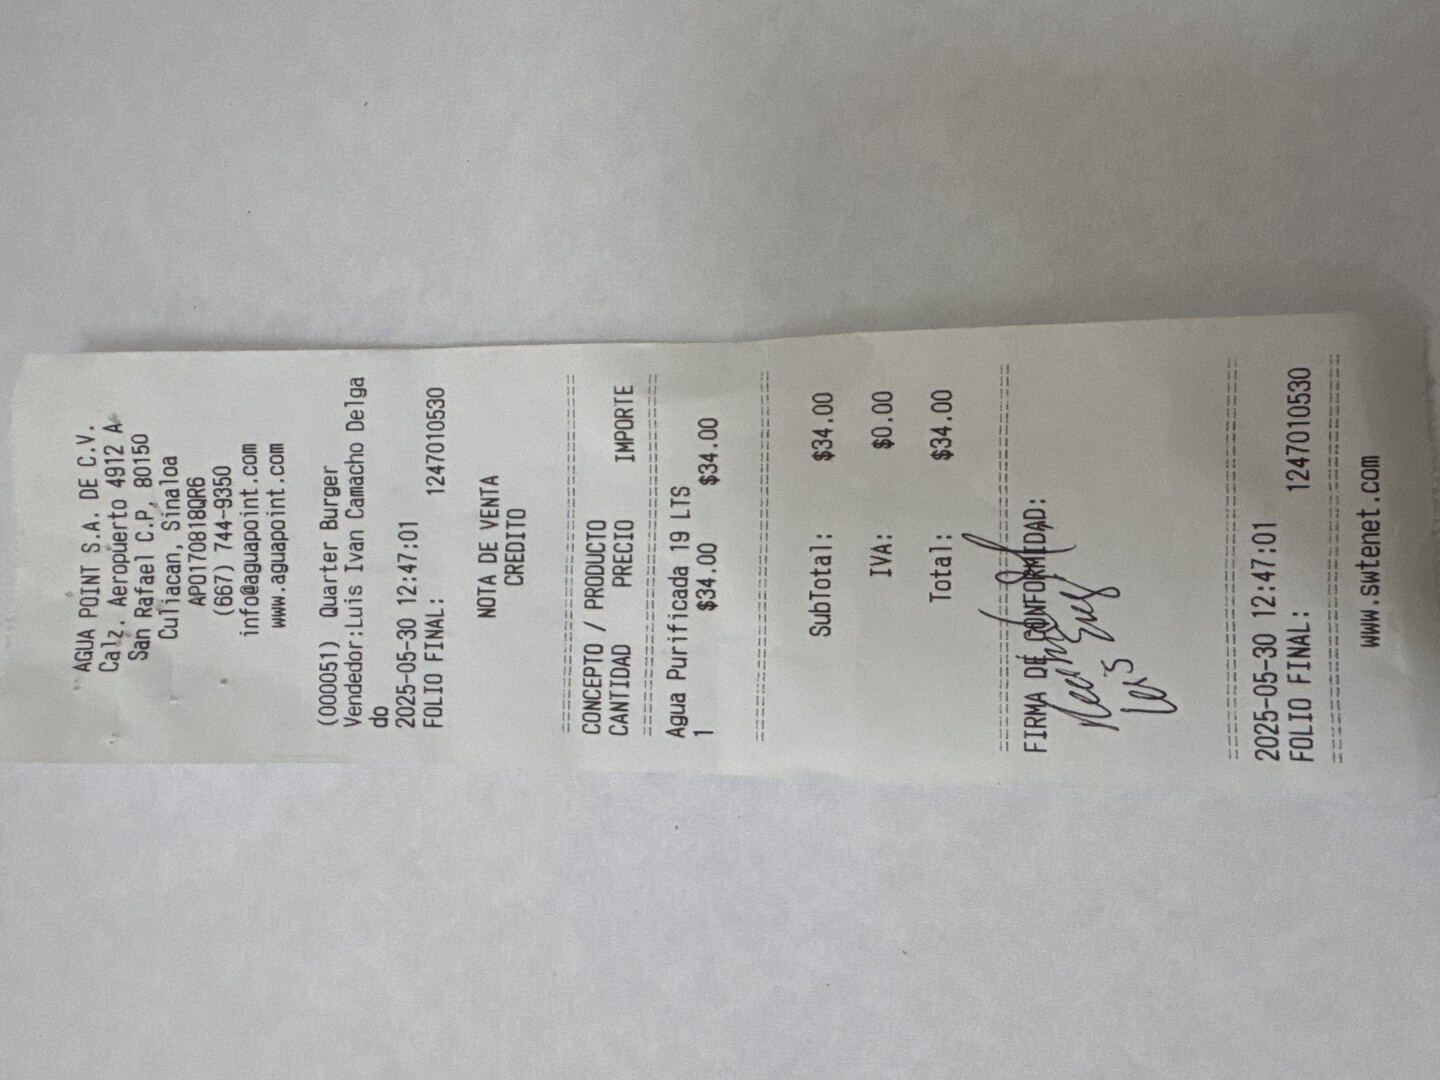 AGUA POINT S.A. DE C.V.
Calz. Aeropuerto 4912 A
San Rafael C.P, 80150
Culiacan, Sinaloa
APO170818QR6
(667) 744-9350
info@aguapoint.com
www.aguapoint.com
(000051) Quarter Burger
Vendedor:Luis Ivan Camacho Delga
do
2025-05-30 12:47:01
FOLIO FINAL: 1247010530
NOTA DE VENTA
CREDITO
================================
CONCEPTO / PRODUCTO
CANTIDAD PRECIO IMPORTE
================================
Agua Purificada 19 LTS
1 $34.00 $34.00
================================
SubTotal: $34.00
IVA: $0.00
Total: $34.00
================================
FIRMA DE CONFORMIDAD:
================================
2025-05-30 12:47:01
FOLIO FINAL: 1247010530
================================
www.swtenet.com